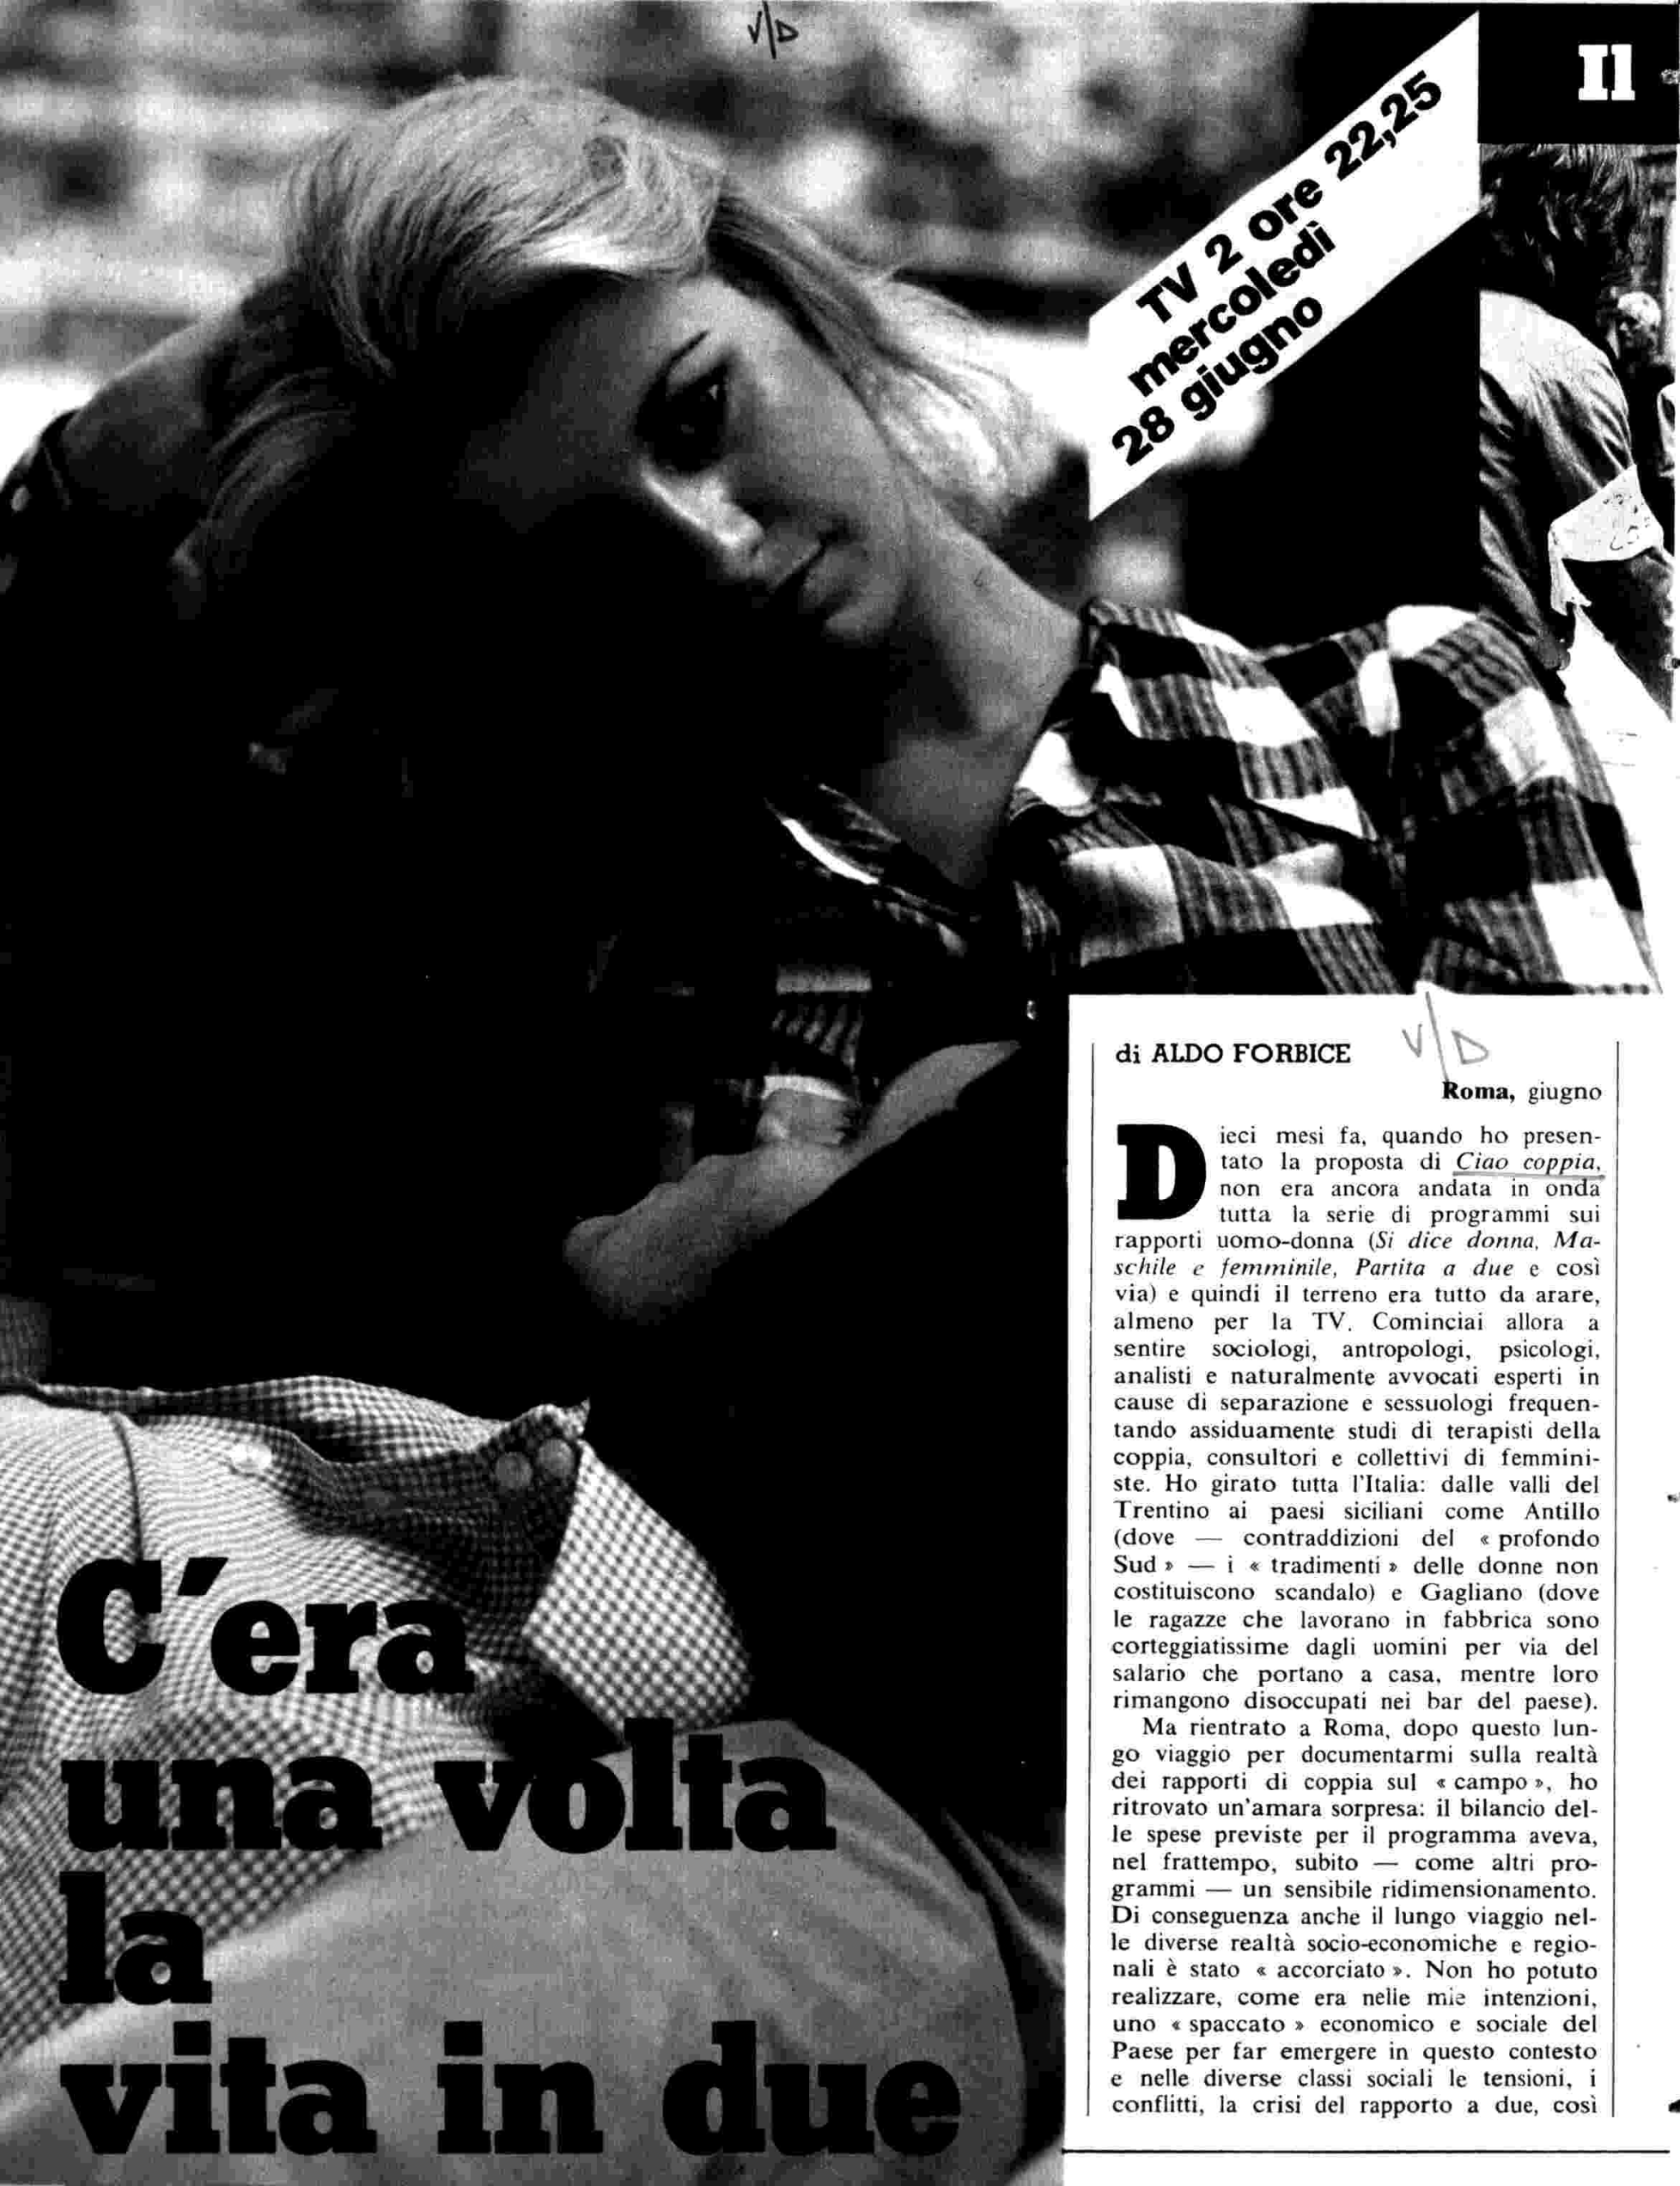 V/D
Il
TV 2 ore 22,25
mercoledì
28 giugno
C'era
una volta
la
vita in due
di ALDO FORBICE
V/D
Roma, giugno
Dieci mesi fa, quando ho presen-
tato la proposta di Ciao coppia,
non era ancora andata in onda
tutta la serie di programmi sui
rapporti uomo-donna (Si dice donna, Ma-
schile e femminile, Partita a due e così
via) e quindi il terreno era tutto da arare,
almeno per la TV. Cominciai allora a
sentire sociologi, antropologi, psicologi,
analisti e naturalmente avvocati esperti in
cause di separazione e sessuologi frequen-
tando assiduamente studi di terapisti della
coppia, consultori e collettivi di femmini-
ste. Ho girato tutta l'Italia: dalle valli del
Trentino ai paesi siciliani come Antillo
(dove — contraddizioni del « profondo
Sud » — i « tradimenti » delle donne non
costituiscono scandalo) e Gagliano (dove
le ragazze che lavorano in fabbrica sono
corteggiatissime dagli uomini per via del
salario che portano a casa, mentre loro
rimangono disoccupati nei bar del paese).
Ma rientrato a Roma, dopo questo lun-
go viaggio per documentarmi sulla realtà
dei rapporti di coppia sul « campo », ho
ritrovato un'amara sorpresa: il bilancio del-
le spese previste per il programma aveva,
nel frattempo, subito — come altri pro-
grammi — un sensibile ridimensionamento.
Di conseguenza anche il lungo viaggio nel-
le diverse realtà socio-economiche e regio-
nali è stato « accorciato ». Non ho potuto
realizzare, come era nelle mie intenzioni,
uno « spaccato » economico e sociale del
Paese per far emergere in questo contesto
e nelle diverse classi sociali le tensioni, i
conflitti, la crisi del rapporto a due, così